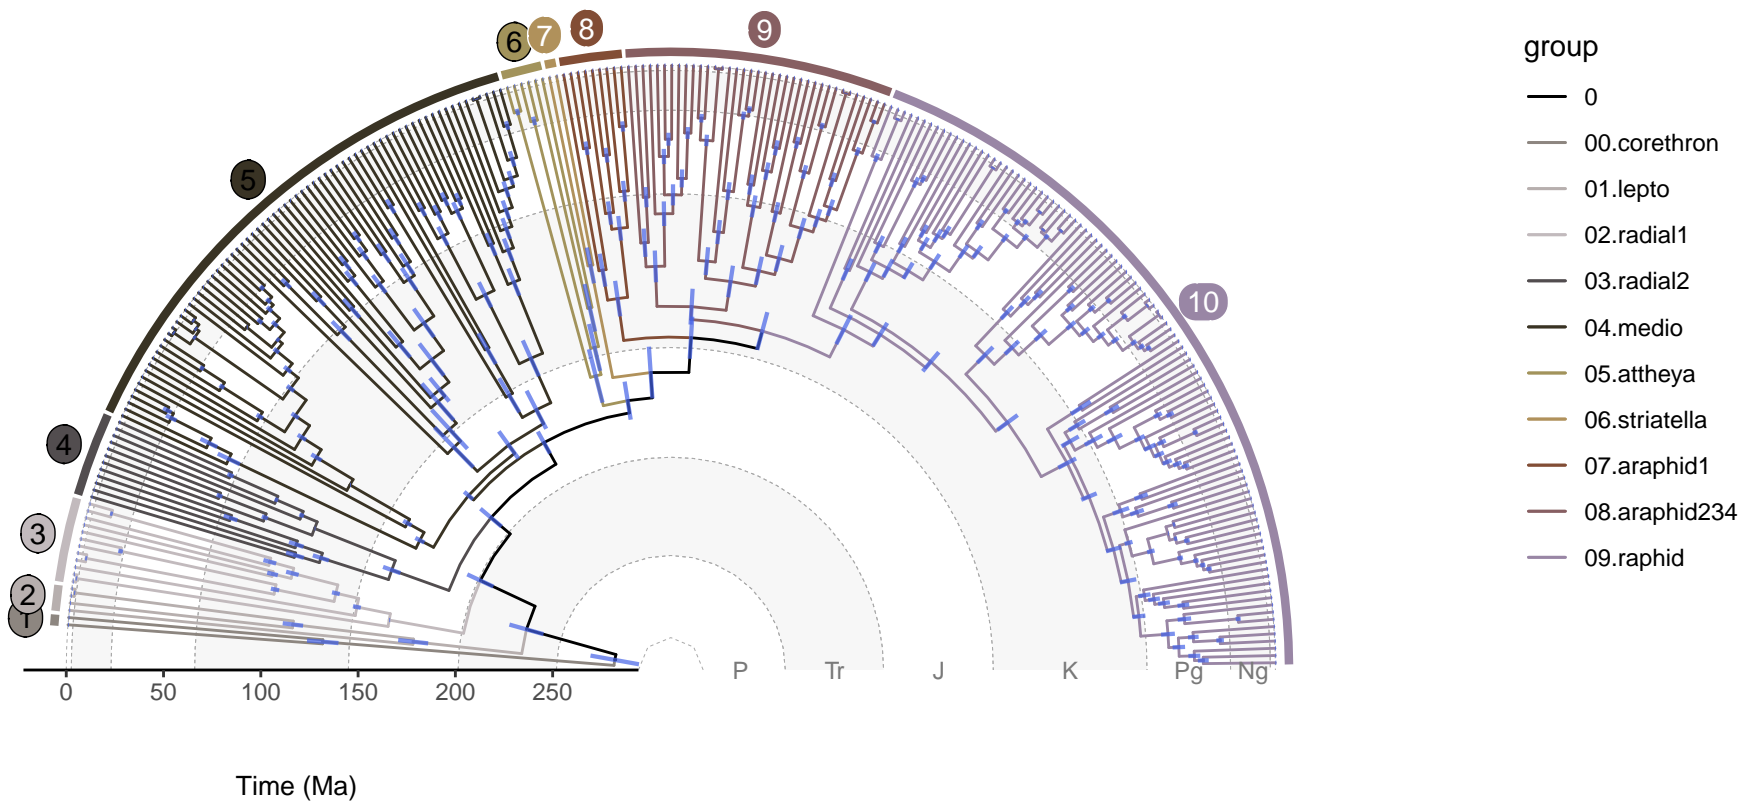 6 7 8 9
5
4
3
2
1
10
P Tr J K Pg Ng
0 50 100 150 200 250
Time (Ma)
group
0
00.corethron
01.lepto
02.radial1
03.radial2
04.medio
05.attheya
06.striatella
07.araphid1
08.araphid234
09.raphid